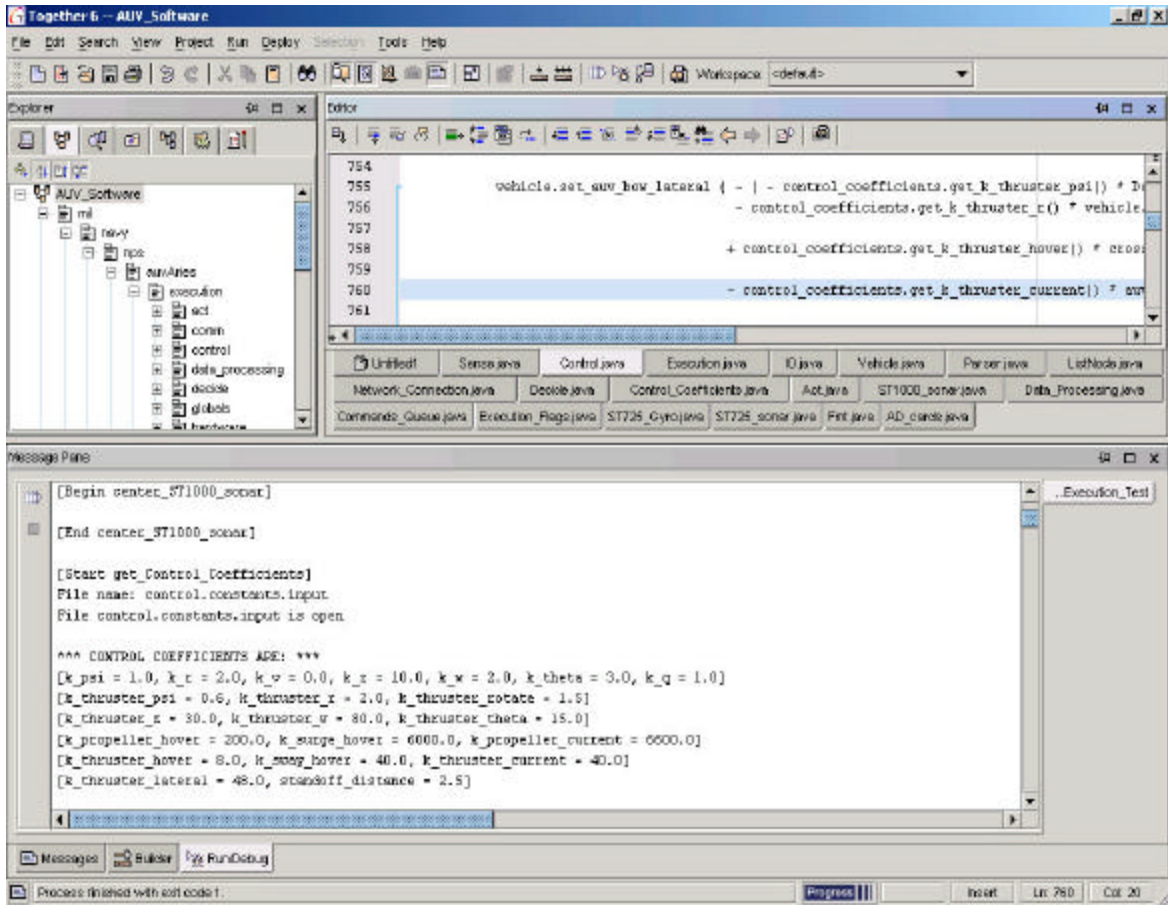 Together 6 -- AUV_Software
File Edit Search View Project Run Deploy Selection Tools Help
Workspace: <default>
Explorer
Editor
AUV_Software
mil
navy
nps
auvAries
execution
act
comm
control
data_processing
decide
globals
hardware
754
755 vehicle.set_auv_bow_lateral ( - ( - control_coefficients.get_k_thruster_psi() * D
756 - control_coefficients.get_k_thruster_r() * vehicle.
757
758 + control_coefficients.get_k_thruster_hover() * cros
759
760 - control_coefficients.get_k_thruster_current() * auv
761
Untitled1 Sense.java Control.java Execution.java IO.java Vehicle.java Parser.java ListNode.java
Network_Connection.java Decide.java Control_Coefficients.java Act.java ST1000_sonar.java Data_Processing.java
Commands_Queue.java Execution_Flags.java ST725_Gyro.java ST725_sonar.java Fmt.java AD_cards.java
Message Pane
[Begin center_ST1000_sonar]
..Execution_Test
[End center_ST1000_sonar]
[Start get_Control_Coefficients]
File name: control.constants.input
File control.constants.input is open
*** CONTROL COEFFICIENTS ARE: ***
[k_psi = 1.0, k_r = 2.0, k_v = 0.0, k_z = 10.0, k_w = 2.0, k_theta = 3.0, k_q = 1.0]
[k_thruster_psi = 0.6, k_thruster_r = 2.0, k_thruster_rotate = 1.5]
[k_thruster_z = 30.0, k_thruster_w = 80.0, k_thruster_theta = 15.0]
[k_propeller_hover = 200.0, k_surge_hover = 6000.0, k_propeller_current = 6600.0]
[k_thruster_hover = 8.0, k_sway_hover = 40.0, k_thruster_current = 40.0]
[k_thruster_lateral = 48.0, standoff_distance = 2.5]
Messages Builder Run/Debug
Process finished with exit code 1.
Progress
Insert Ln: 760 Col: 20